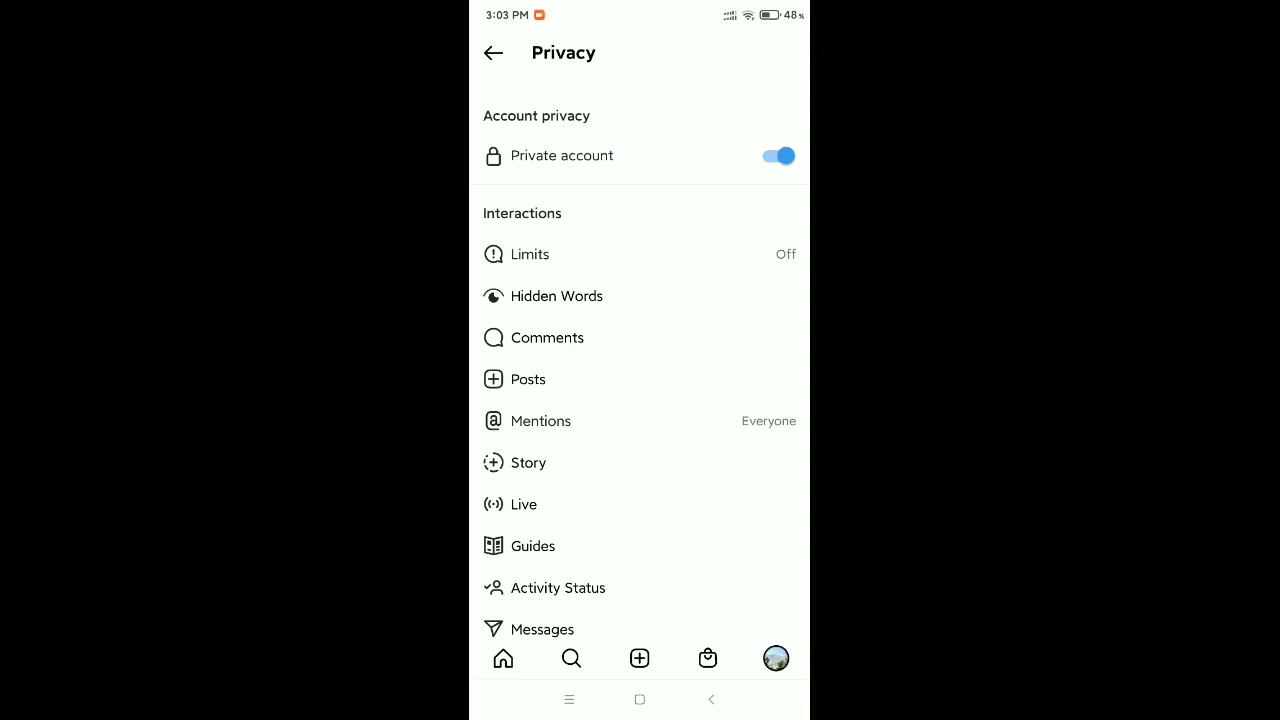 3:03 PM 48%
Privacy
Account privacy
Private account
Interactions
Limits Off
Hidden Words
Comments
Posts
Mentions Everyone
Story
Live
Guides
Activity Status
Messages